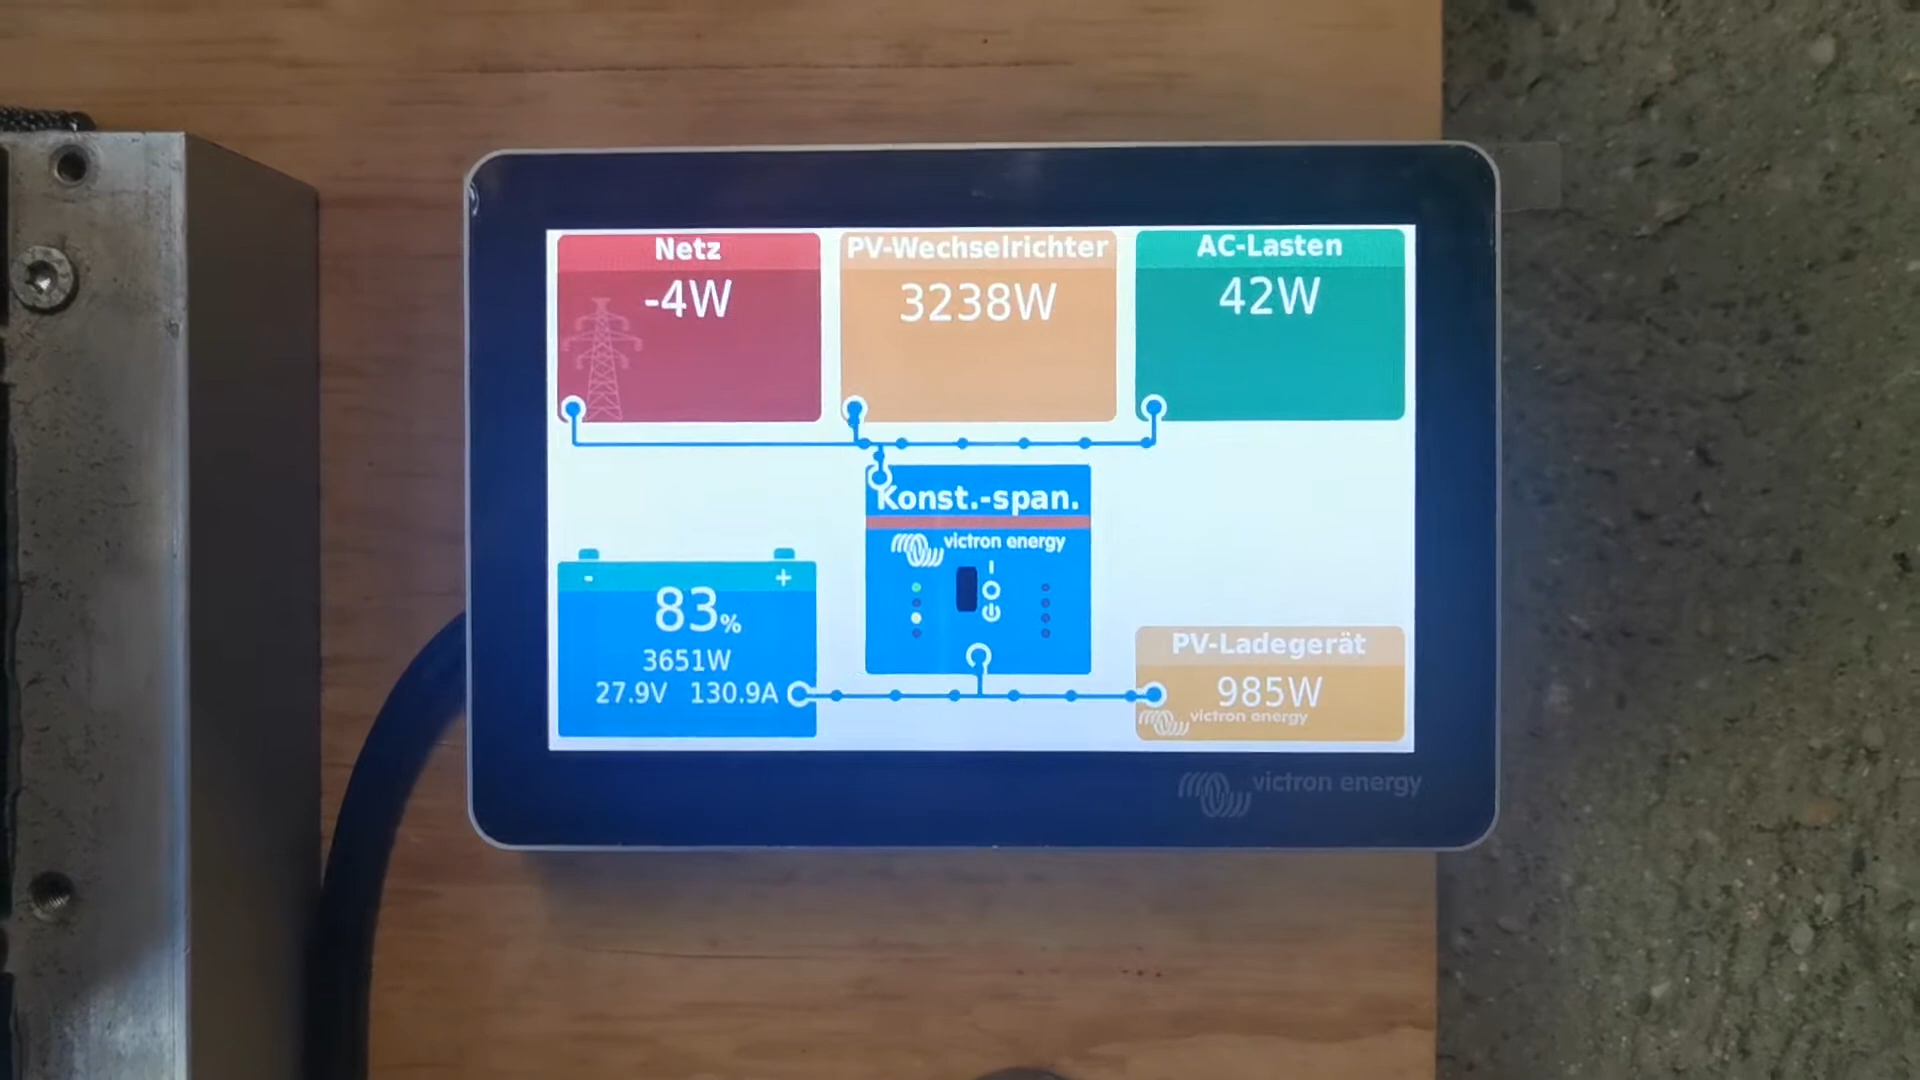 Netz
-4W
PV-Wechselrichter
3238W
AC-Lasten
42W
Konst.-span.
victron energy
- +
83%
3651W
27.9V 130.9A
PV-Ladegerät
985W
victron energy
victron energy